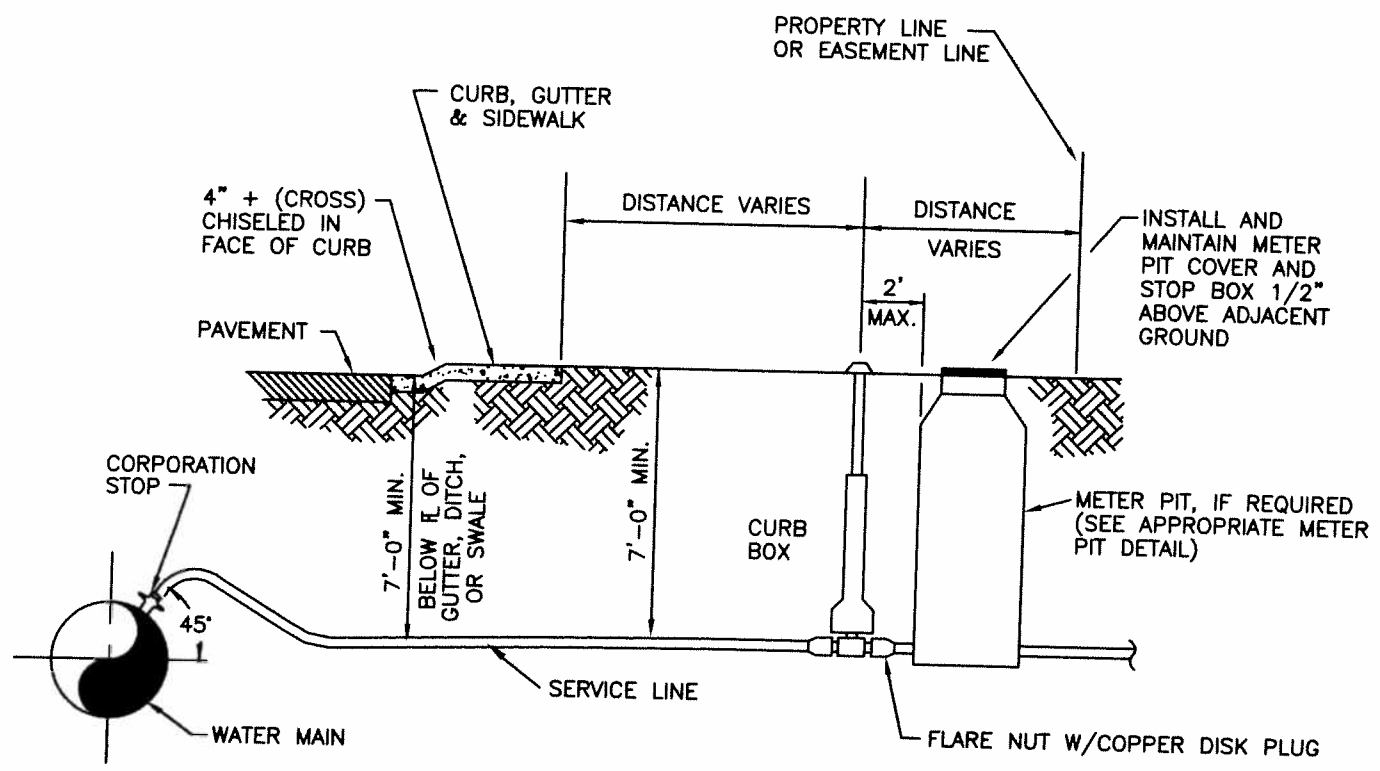 PROPERTY LINE
OR EASEMENT LINE
CURB, GUTTER
& SIDEWALK
4" + (CROSS)
CHISELED IN
FACE OF CURB
DISTANCE VARIES
DISTANCE
VARIES
INSTALL AND
MAINTAIN METER
PIT COVER AND
STOP BOX 1/2"
ABOVE ADJACENT
GROUND
2'
MAX.
PAVEMENT
CORPORATION
STOP
7'-0" MIN.
BELOW FL OF
GUTTER, DITCH,
OR SWALE
7'-0" MIN.
CURB
BOX
METER PIT, IF REQUIRED
(SEE APPROPRIATE METER
PIT DETAIL)
45°
SERVICE LINE
WATER MAIN
FLARE NUT W/COPPER DISK PLUG